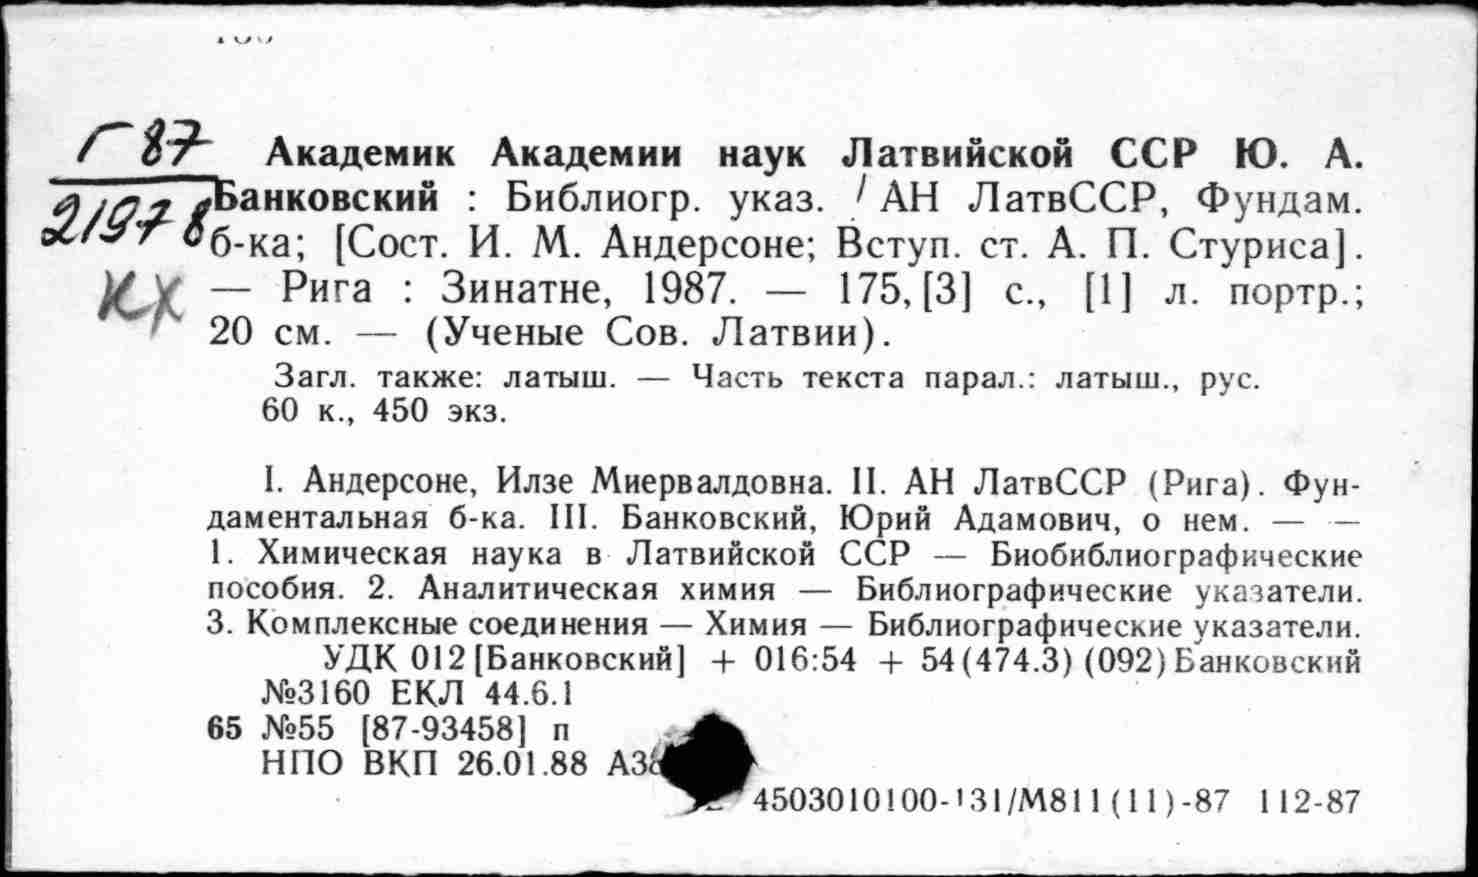 Г 87
21978
КХ
Академик Академии наук Латвийской ССР Ю. А.
Банковский : Библиогр. указ. / АН ЛатвССР, Фундам.
б-ка; [Сост. И. М. Андерсоне; Вступ. ст. А. П. Стуриса].
— Рига : Зинатне, 1987. — 175,[3] с., [1] л. портр.;
20 см. — (Ученые Сов. Латвии).
Загл. также: латыш. — Часть текста парал.: латыш., рус.
60 к., 450 экз.
I. Андерсоне, Илзе Миервалдовна. II. АН ЛатвССР (Рига). Фун-
даментальная б-ка. III. Банковский, Юрий Адамович, о нем. — —
1. Химическая наука в Латвийской ССР — Биобиблиографические
пособия. 2. Аналитическая химия — Библиографические указатели.
3. Комплексные соединения — Химия — Библиографические указатели.
УДК 012[Банковский] + 016:54 + 54(474.3)(092)Банковский
№3160 ЕКЛ 44.6.1
65 №55 [87-93458] п
НПО ВКП 26.01.88
4503010100-131/М811(11)-87 112-87